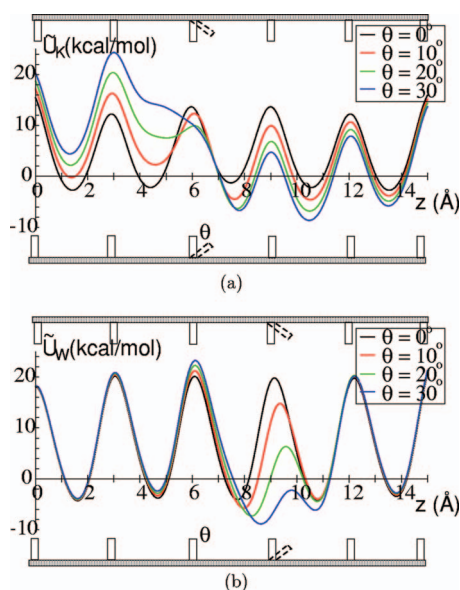 Ũ_K(kcal/mol)
θ = 0°
θ = 10°
θ = 20°
θ = 30°
20
10
0
-10
0 2 4 6 8 10 12 14
z (Å)
θ
(a)
Ũ_W(kcal/mol)
θ = 0°
θ = 10°
θ = 20°
θ = 30°
20
10
0
-10
0 2 4 6 8 10 12 14
z (Å)
θ
(b)